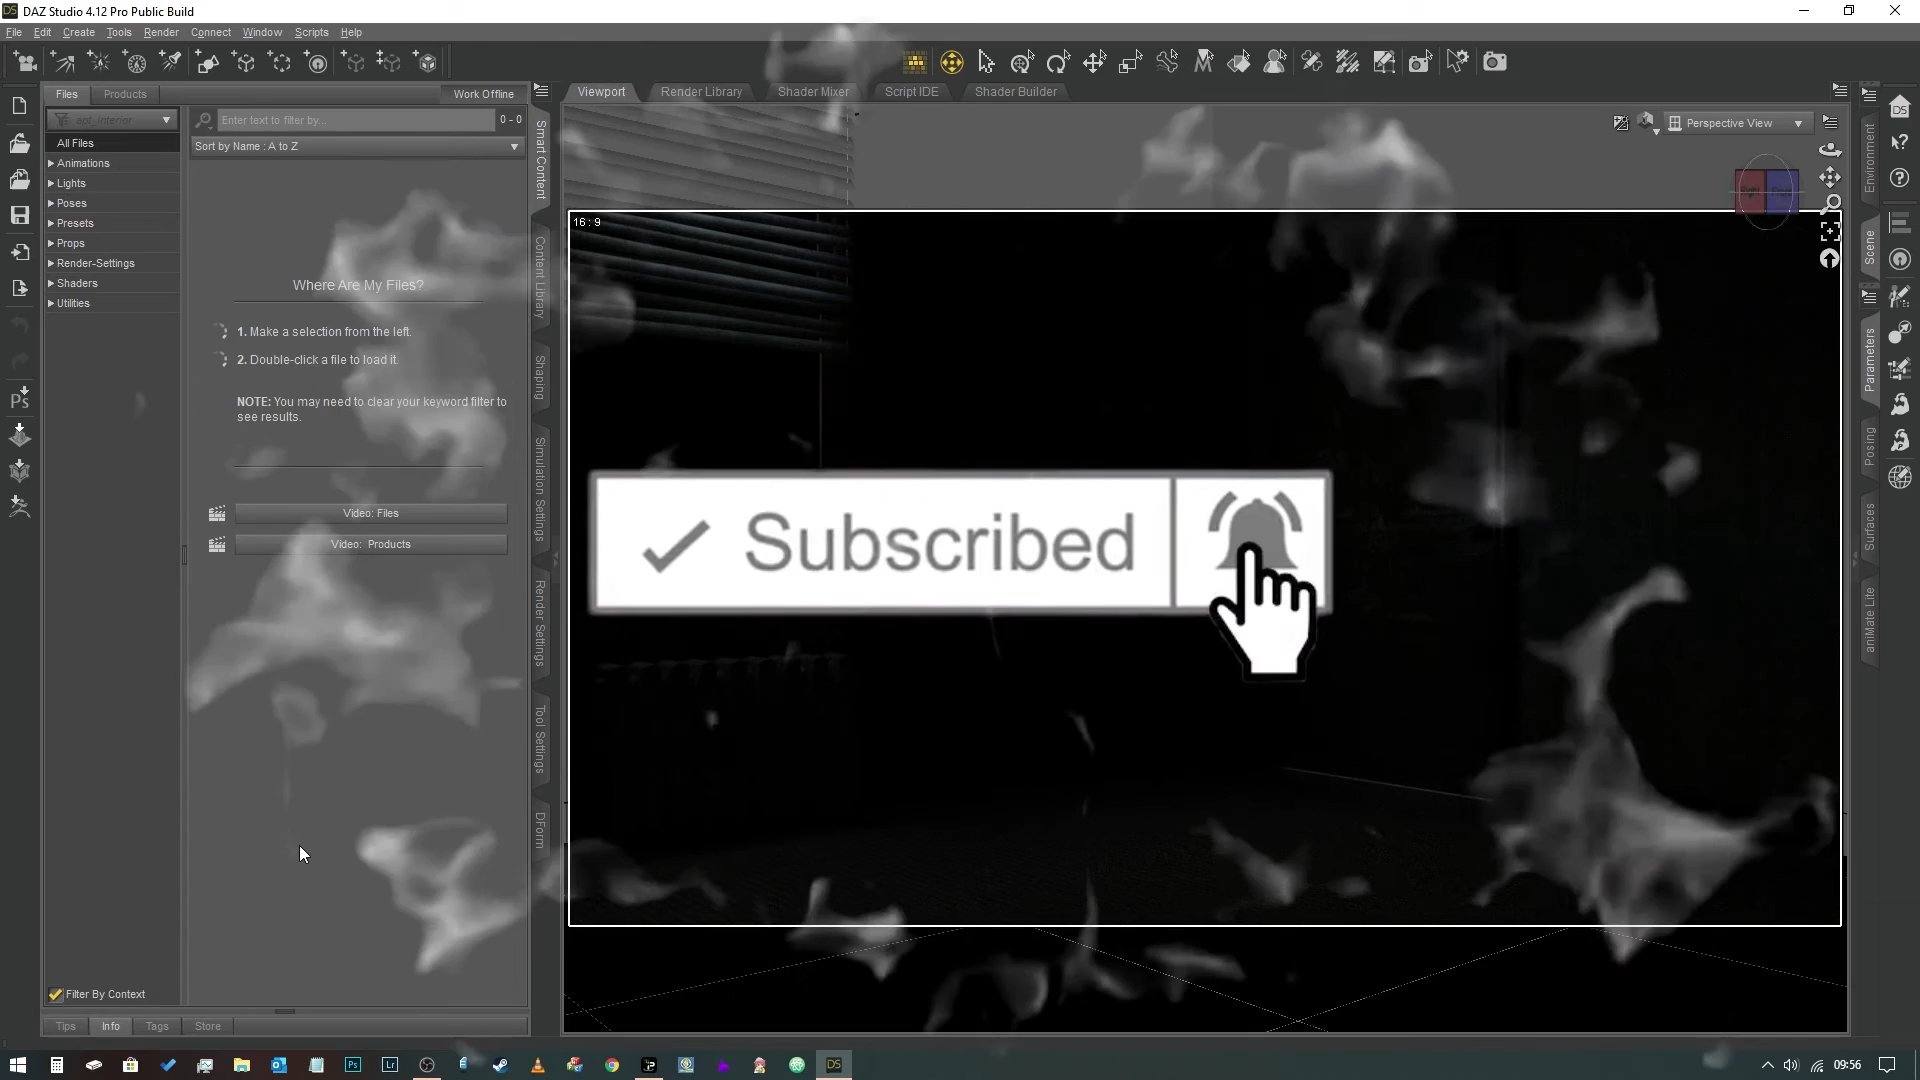 DAZ Studio 4.12 Pro Public Build
File Edit Create Tools Render Connect Window Scripts Help
Files Products Work Offline
apt_interior
Enter text to filter by... 0 - 0
All Files
Sort by Name : A to Z
Animations
Lights
Poses
Presets
Props
Render-Settings
Shaders
Utilities
Where Are My Files?
1. Make a selection from the left.
2. Double-click a file to load it.
NOTE: You may need to clear your keyword filter to
see results.
Video: Files
Video: Products
Filter By Context
Tips Info Tags Store
Smart Content
Content Library
Shaping
Simulation Settings
Render Settings
Tool Settings
DForm
Viewport Render Library Shader Mixer Script IDE Shader Builder
Perspective View
16 : 9
Subscribed
Environment
Scene
Parameters
Posing
Surfaces
aniMate Lite
Ps
Ps Lr DS 09:56